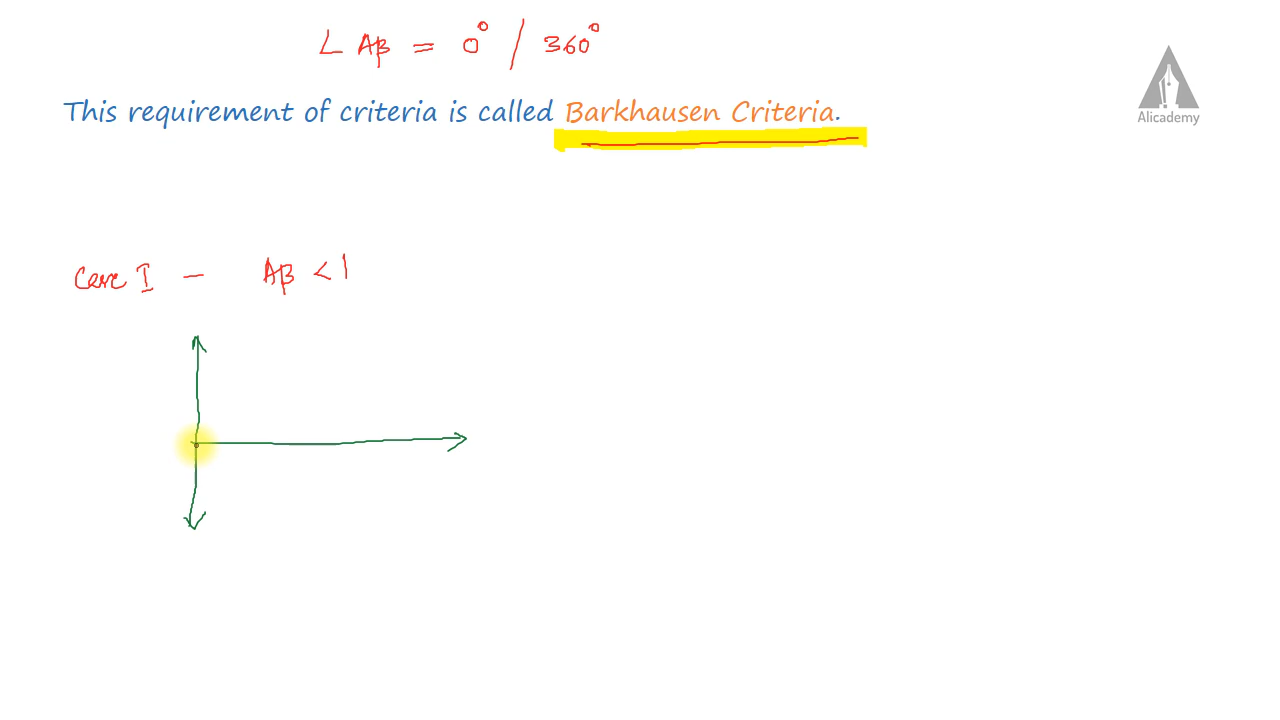 ∠ Aβ = 0° / 360°
This requirement of criteria is called Barkhausen Criteria.
Alicademy
Case I - Aβ < 1